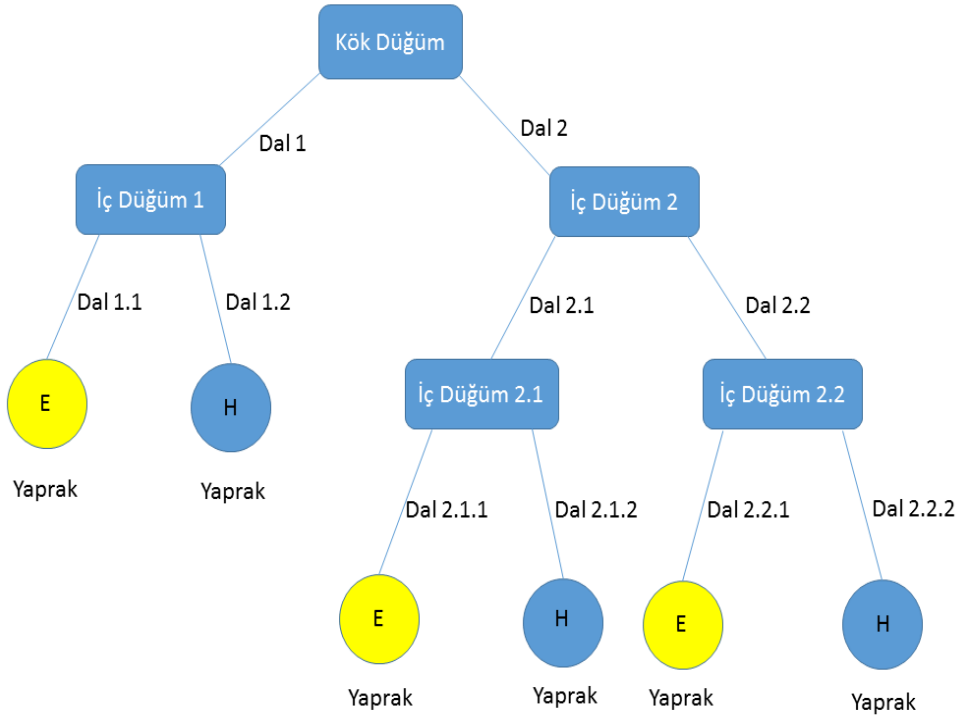 Kök Düğüm
Dal 1
Dal 2
İç Düğüm 1
İç Düğüm 2
Dal 1.1
Dal 1.2
Dal 2.1
Dal 2.2
İç Düğüm 2.1
İç Düğüm 2.2
E
H
Yaprak
Yaprak
Dal 2.1.1
Dal 2.1.2
Dal 2.2.1
Dal 2.2.2
E
H
E
H
Yaprak
Yaprak
Yaprak
Yaprak